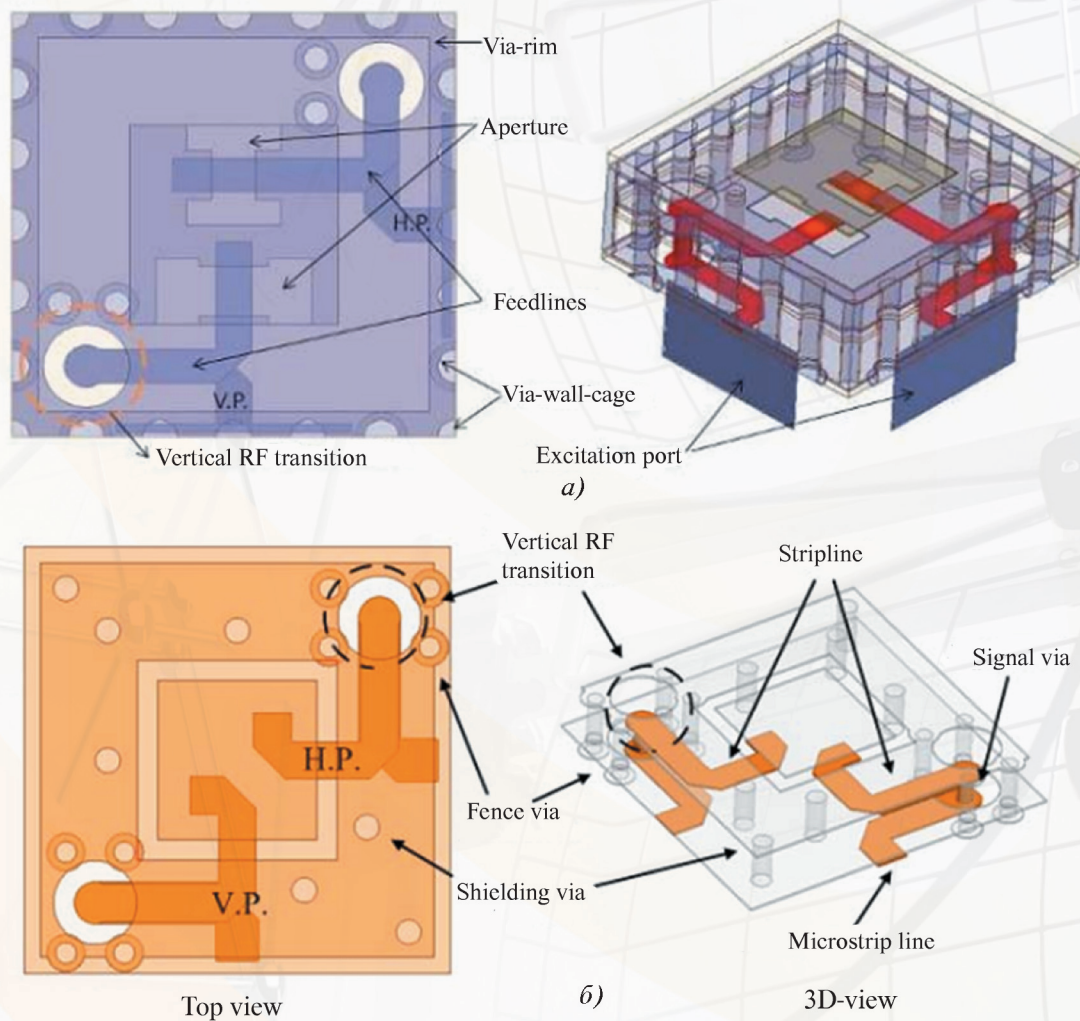 Via-rim
Aperture
H.P.
Feedlines
Via-wall-cage
V.P.
Vertical RF transition
Excitation port
а)
Vertical RF
transition
Stripline
Signal via
H.P.
Fence via
Shielding via
V.P.
Microstrip line
Top view
б)
3D-view